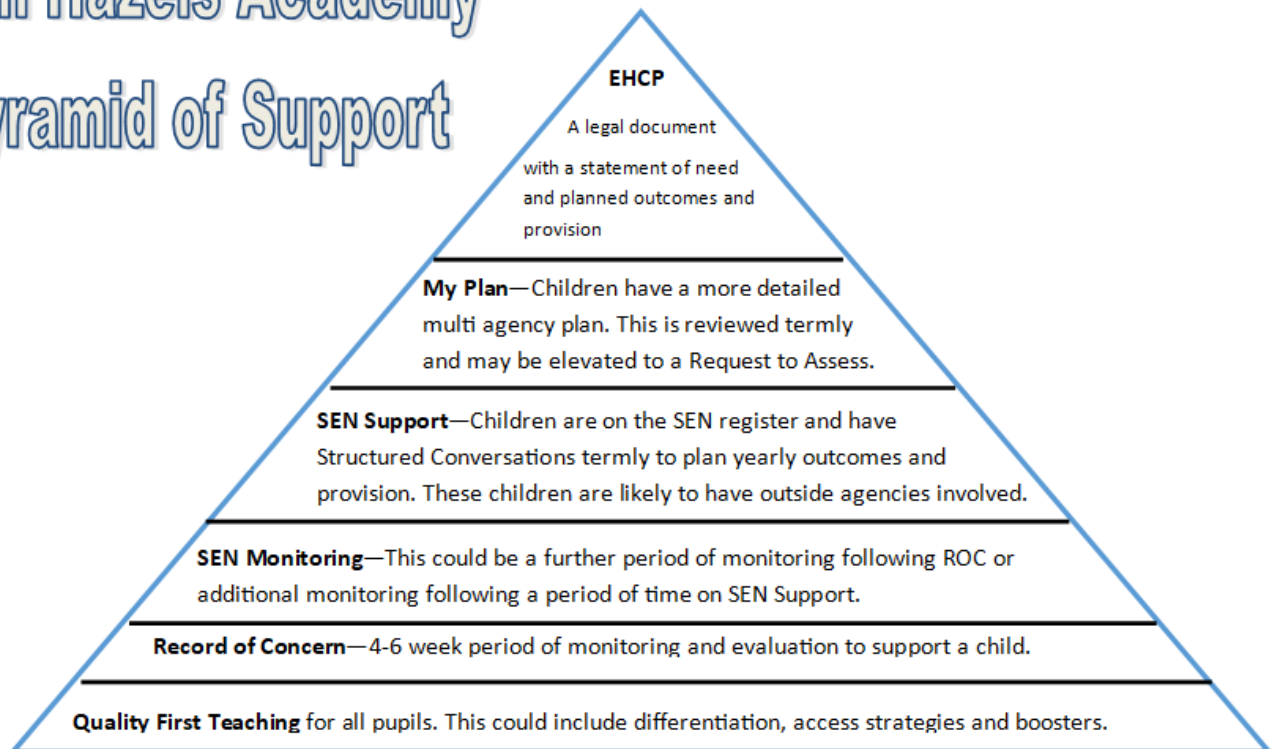 Hazels Academy
of Support
EHCP
A legal document
with a statement of need
and planned outcomes and
provision
My Plan—Children have a more detailed
multi agency plan. This is reviewed termly
and may be elevated to a Request to Assess.
SEN Support—Children are on the SEN register and have
Structured Conversations termly to plan yearly outcomes and
provision. These children are likely to have outside agencies involved.
SEN Monitoring—This could be a further period of monitoring following ROC or
additional monitoring following a period of time on SEN Support.
Record of Concern—4-6 week period of monitoring and evaluation to support a child.
Quality First Teaching for all pupils. This could include differentiation, access strategies and boosters.